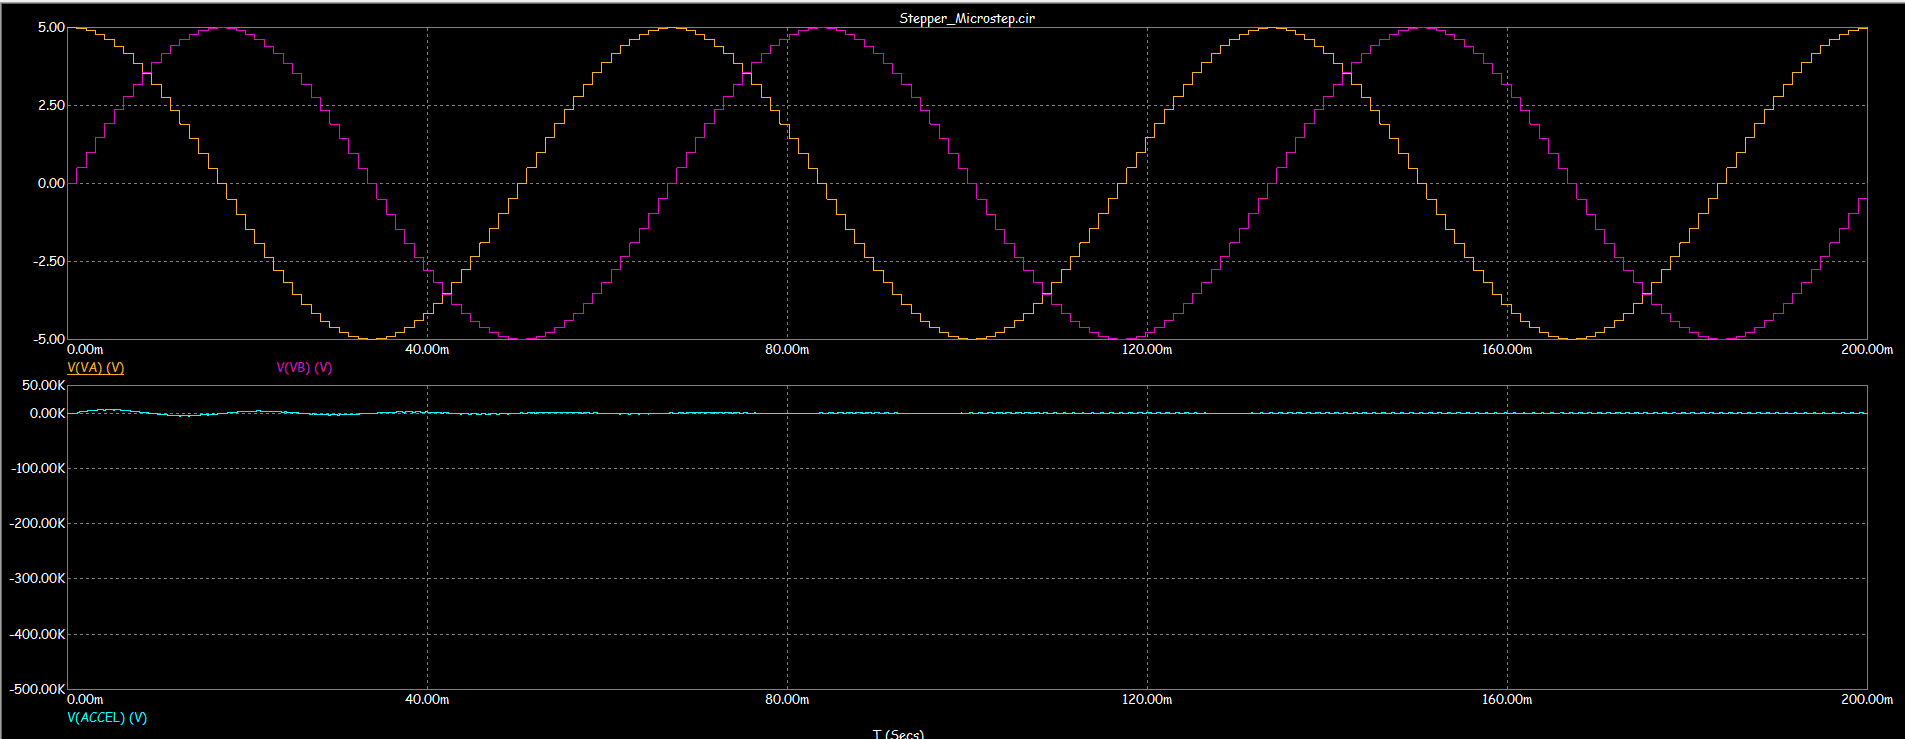 Stepper_Microstep.cir
5.00
2.50
0.00
-2.50
-5.00
0.00m 40.00m 80.00m 120.00m 160.00m 200.00m
V(VA) (V) V(VB) (V)
50.00K
0.00K
-100.00K
-200.00K
-300.00K
-400.00K
-500.00K
0.00m 40.00m 80.00m 120.00m 160.00m 200.00m
V(ACCEL) (V)
T (Secs)